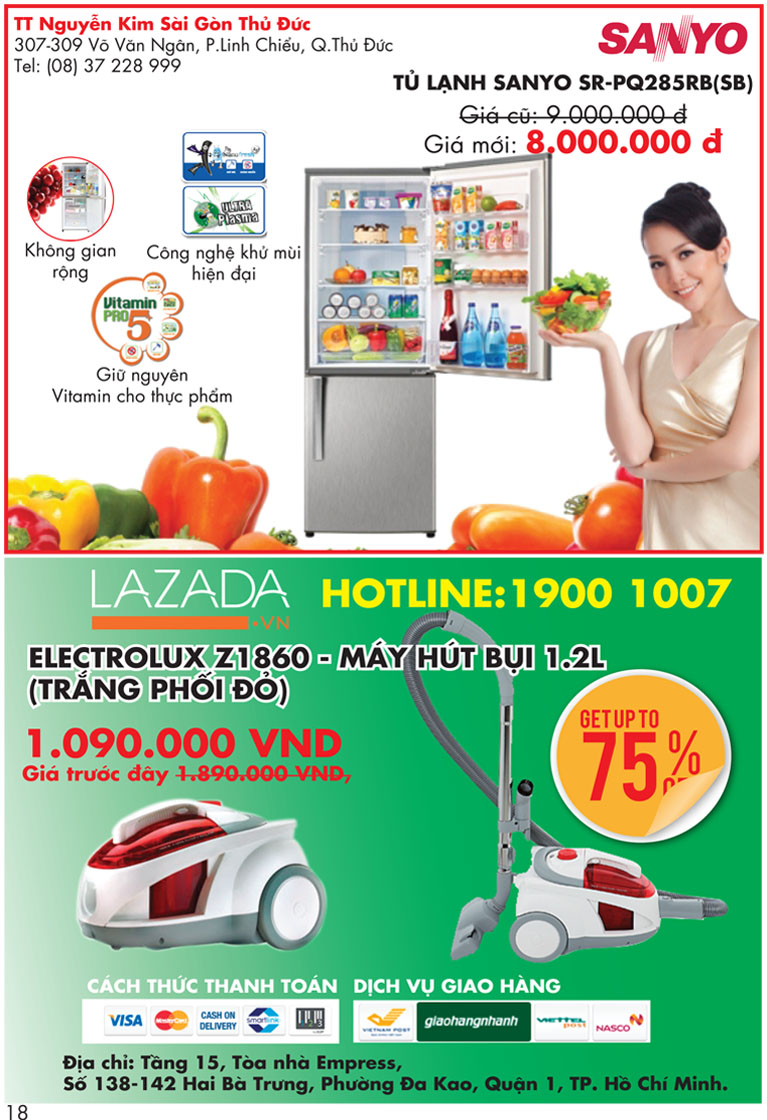 TT Nguyễn Kim Sài Gòn Thủ Đức
307-309 Võ Văn Ngân, P.Linh Chiểu, Q.Thủ Đức
Tel: (08) 37 228 999
SANYO
TỦ LẠNH SANYO SR-PQ285RB(SB)
Giá cũ: 9.000.000 đ
Giá mới: 8.000.000 đ
Không gian
rộng
ULTRA
Plasma
Công nghệ khử mùi
hiện đại
Vitamin
PRO 5
Giữ nguyên
Vitamin cho thực phẩm
LAZADA
.VN
HOTLINE:1900 1007
ELECTROLUX Z1860 - MÁY HÚT BỤI 1.2L
(TRẮNG PHỐI ĐỎ)
1.090.000 VND
Giá trước đây 1.890.000 VND,
GET UP TO
75%
CÁCH THỨC THANH TOÁN
VISA
MasterCard
CASH ON
DELIVERY
smartlink
DỊCH VỤ GIAO HÀNG
VIETNAM POST
giaohangnhanh
VIETTEL
post
NASCO
Địa chỉ: Tầng 15, Tòa nhà Empress,
Số 138-142 Hai Bà Trưng, Phường Đa Kao, Quận 1, TP. Hồ Chí Minh.
18